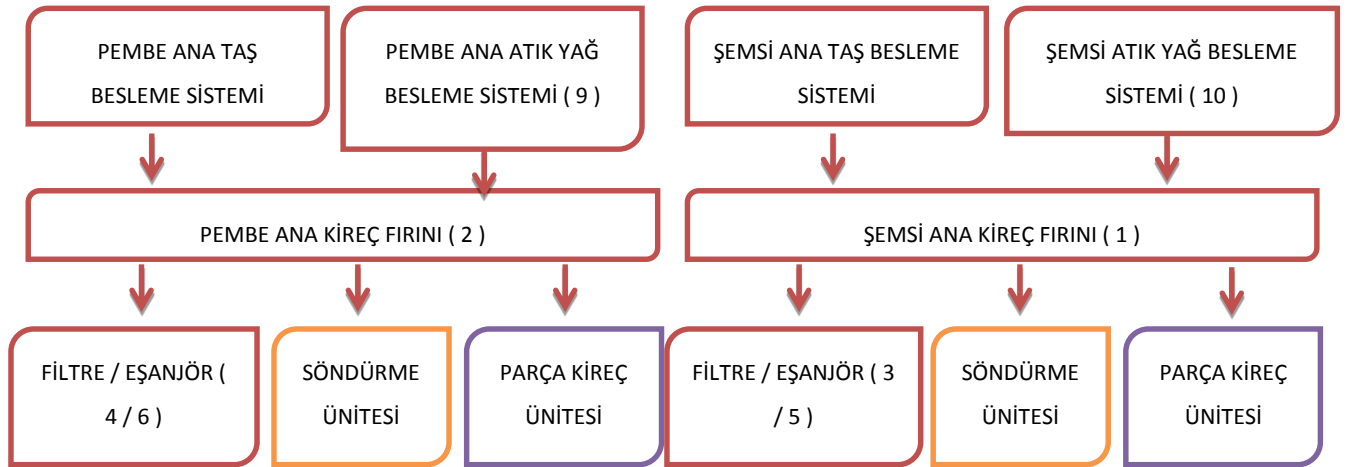 PEMBE ANA TAŞ
BESLEME SİSTEMİ
PEMBE ANA ATIK YAĞ
BESLEME SİSTEMİ ( 9 )
ŞEMSİ ANA TAŞ BESLEME
SİSTEMİ
ŞEMSİ ATIK YAĞ BESLEME
SİSTEMİ ( 10 )
PEMBE ANA KİREÇ FIRINI ( 2 )
ŞEMSİ ANA KİREÇ FIRINI ( 1 )
FİLTRE / EŞANJÖR (
4 / 6 )
SÖNDÜRME
ÜNİTESİ
PARÇA KİREÇ
ÜNİTESİ
FİLTRE / EŞANJÖR ( 3
/ 5 )
SÖNDÜRME
ÜNİTESİ
PARÇA KİREÇ
ÜNİTESİ